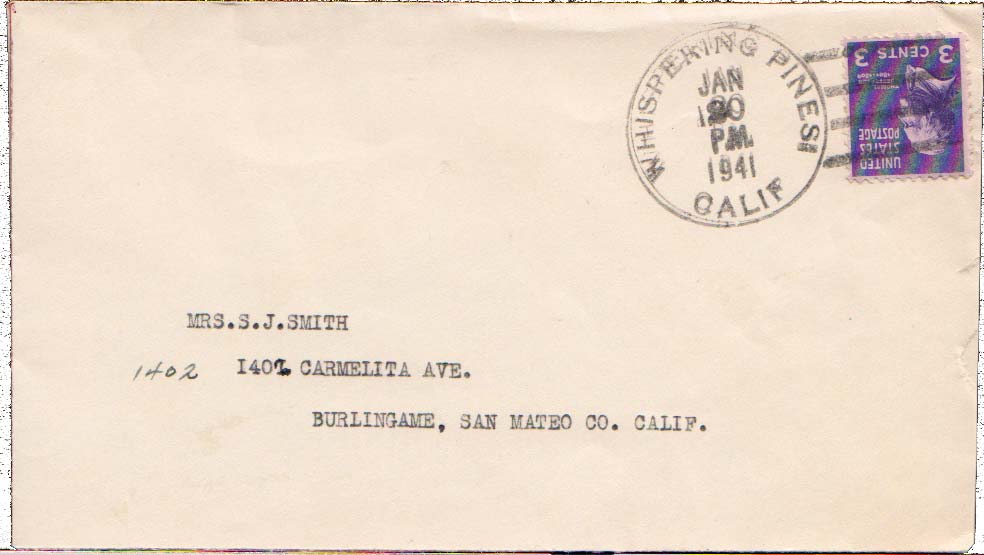 WHISPERING PINES
JAN
P.M.
1941
CALIF
UNITED
STATES
POSTAGE
3 CENTS 3
MRS.S.J.SMITH
1402 1402 CARMELITA AVE.
BURLINGAME, SAN MATEO CO. CALIF.